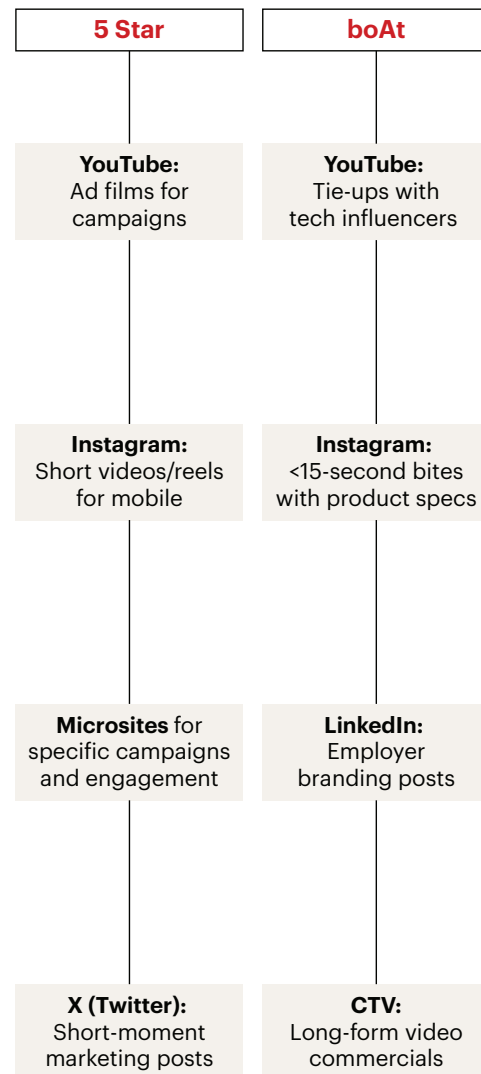 5 Star
YouTube:
Ad films for
campaigns
Instagram:
Short videos/reels
for mobile
Microsites for
specific campaigns
and engagement
X (Twitter):
Short-moment
marketing posts
boAt
YouTube:
Tie-ups with
tech influencers
Instagram:
<15-second bites
with product specs
LinkedIn:
Employer
branding posts
CTV:
Long-form video
commercials